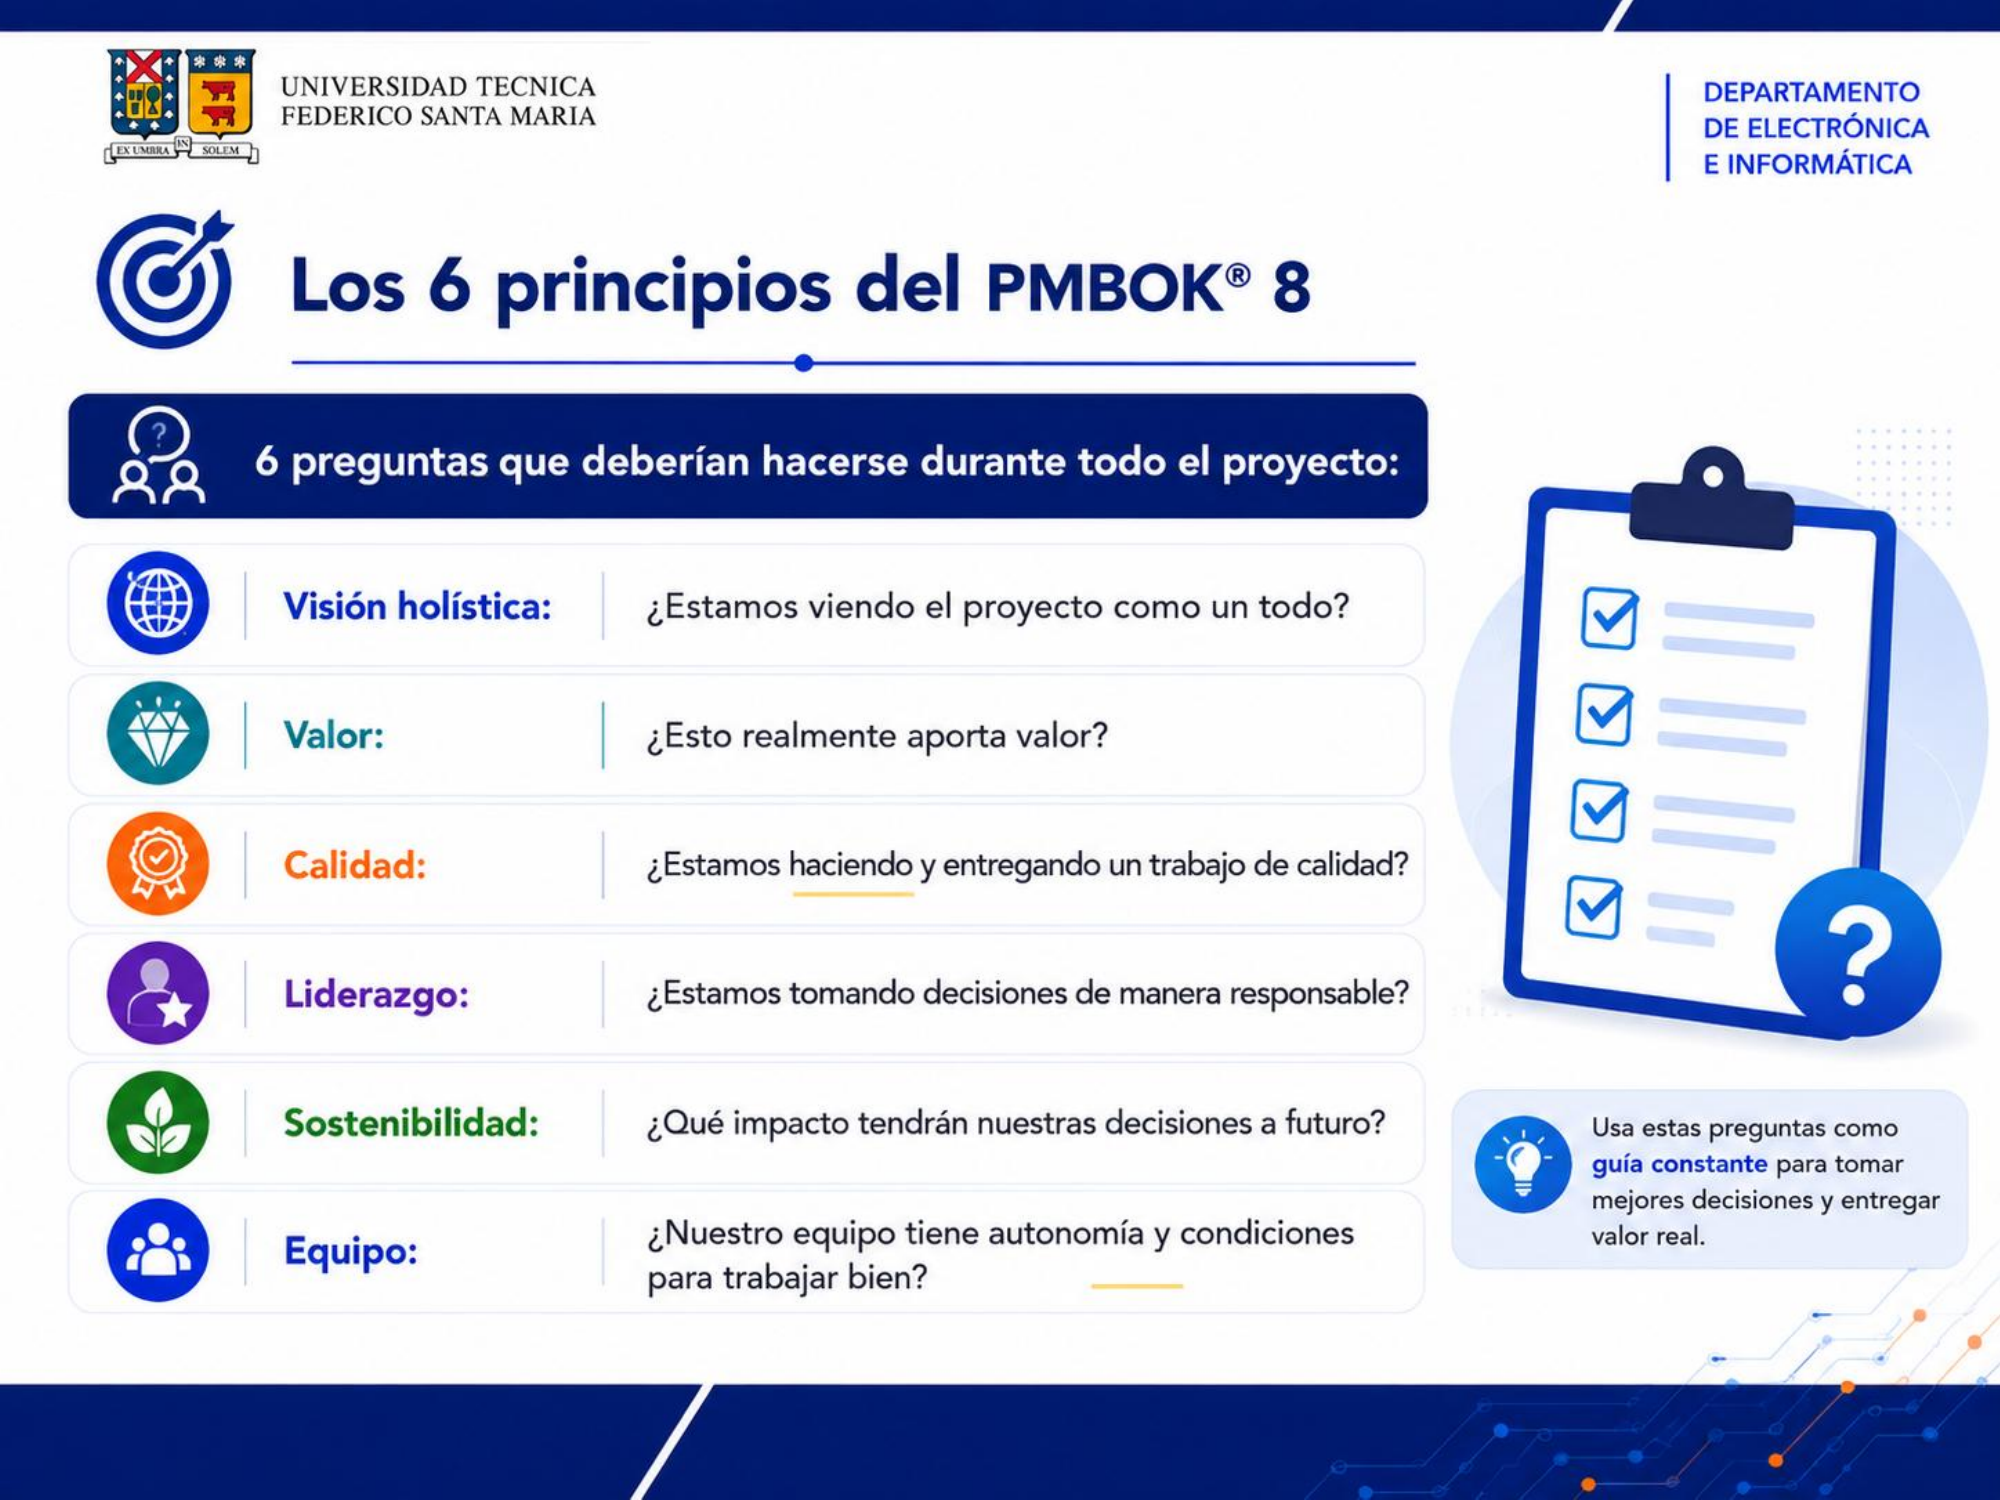 EX UMBRA IN SOLEM
UNIVERSIDAD TECNICA
FEDERICO SANTA MARIA
DEPARTAMENTO
DE ELECTRÓNICA
E INFORMÁTICA
Los 6 principios del PMBOK® 8
6 preguntas que deberían hacerse durante todo el proyecto:
Visión holística: ¿Estamos viendo el proyecto como un todo?
Valor: ¿Esto realmente aporta valor?
Calidad: ¿Estamos haciendo y entregando un trabajo de calidad?
Liderazgo: ¿Estamos tomando decisiones de manera responsable?
Sostenibilidad: ¿Qué impacto tendrán nuestras decisiones a futuro?
Equipo: ¿Nuestro equipo tiene autonomía y condiciones
para trabajar bien?
Usa estas preguntas como
guía constante para tomar
mejores decisiones y entregar
valor real.